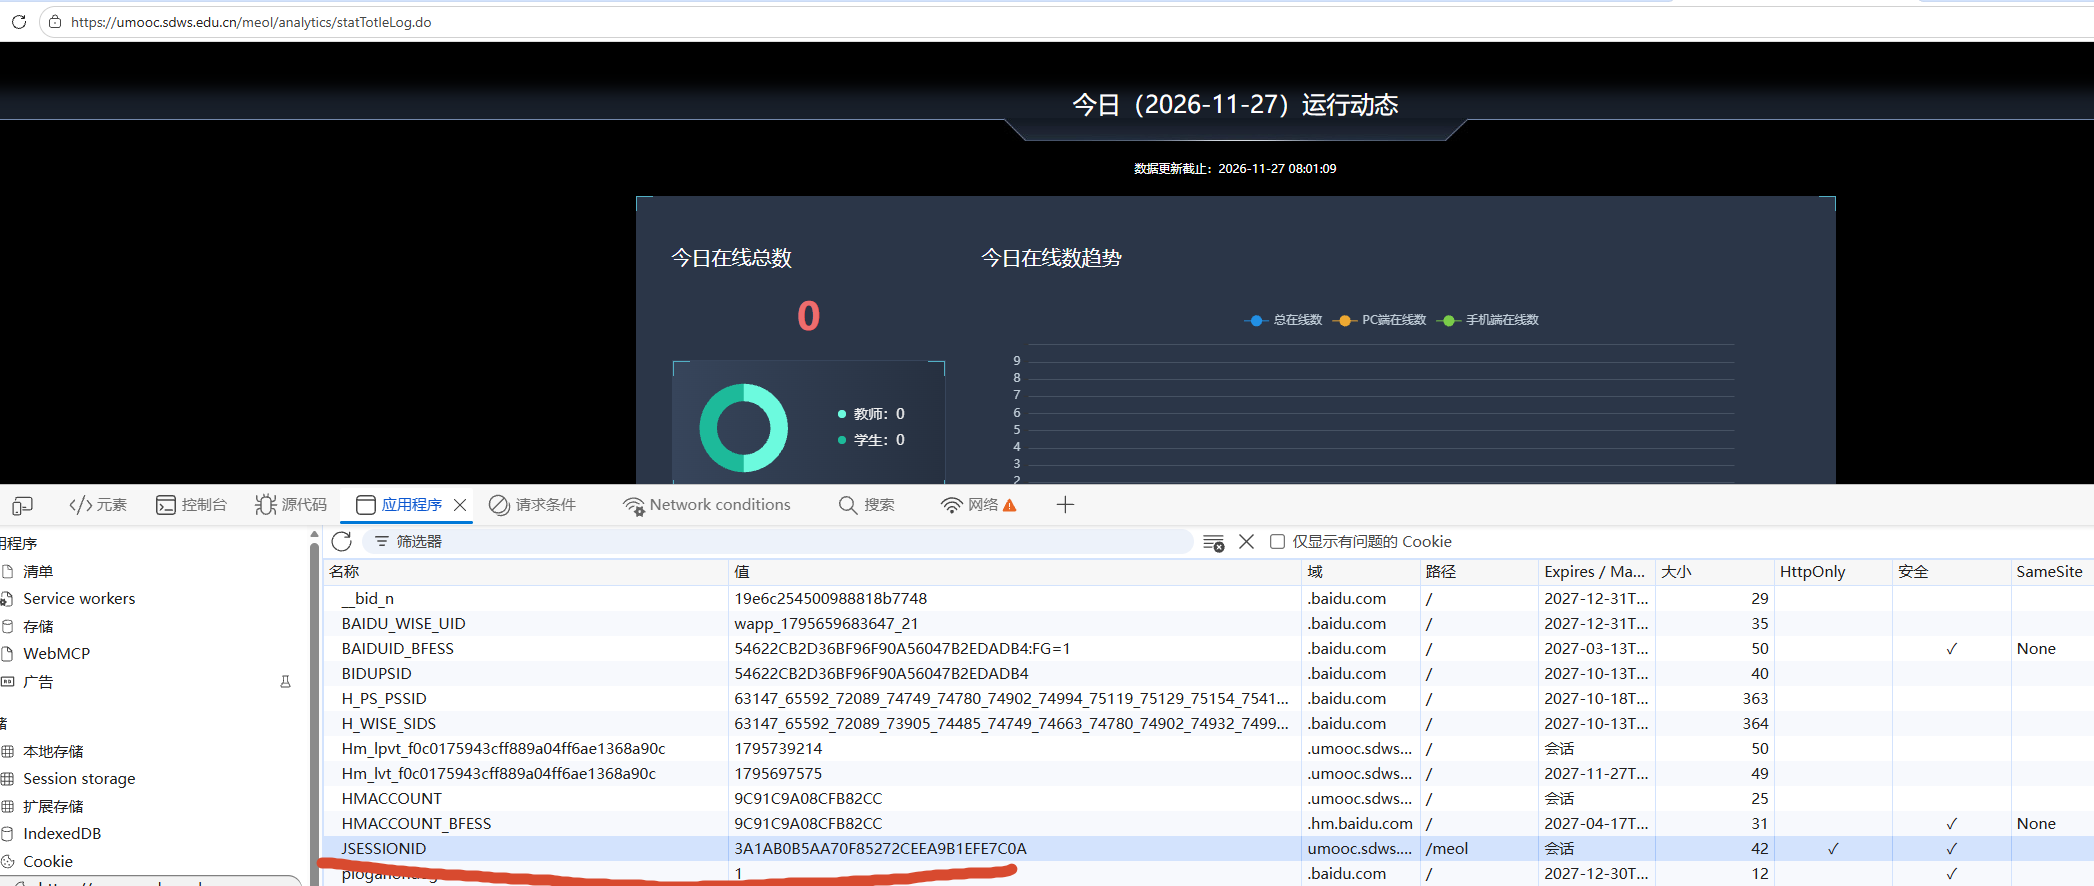 https://umooc.sdws.edu.cn/meol/analytics/statTotleLog.do
今日（2026-11-27）运行动态
数据更新截止：2026-11-27 08:01:09
今日在线总数
今日在线数趋势
0
总在线数 PC端在线数 手机端在线数
教师：0
学生：0
9
8
7
6
5
4
3
2
元素 控制台 源代码 应用程序 请求条件 Network conditions 搜索 网络
用程序
清单
Service workers
存储
WebMCP
广告
本地存储
Session storage
扩展存储
IndexedDB
Cookie
筛选器 仅显示有问题的 Cookie
名称 值 域 路径 Expires / Ma... 大小 HttpOnly 安全 SameSite
__bid_n 19e6c254500988818b7748 .baidu.com / 2027-12-31T... 29
BAIDU_WISE_UID wapp_1795659683647_21 .baidu.com / 2027-12-31T... 35
BAIDUID_BFESS 54622CB2D36BF96F90A56047B2EDADB4:FG=1 .baidu.com / 2027-03-13T... 50 ✓ None
BIDUPSID 54622CB2D36BF96F90A56047B2EDADB4 .baidu.com / 2027-10-13T... 40
H_PS_PSSID 63147_65592_72089_74749_74780_74902_74994_75119_75129_75154_7541... .baidu.com / 2027-10-18T... 363
H_WISE_SIDS 63147_65592_72089_73905_74485_74749_74663_74780_74902_74932_7499... .baidu.com / 2027-10-13T... 364
Hm_lpvt_f0c0175943cff889a04ff6ae1368a90c 1795739214 .umooc.sdws... / 会话 50
Hm_lvt_f0c0175943cff889a04ff6ae1368a90c 1795697575 .umooc.sdws... / 2027-11-27T... 49
HMACCOUNT 9C91C9A08CFB82CC .umooc.sdws... / 会话 25
HMACCOUNT_BFESS 9C91C9A08CFB82CC .hm.baidu.com / 2027-04-17T... 31 ✓ None
JSESSIONID 3A1AB0B5AA70F85272CEEA9B1EFE7C0A umooc.sdws.... /meol 会话 42 ✓ ✓
1 .baidu.com / 2027-12-30T... 12 ✓